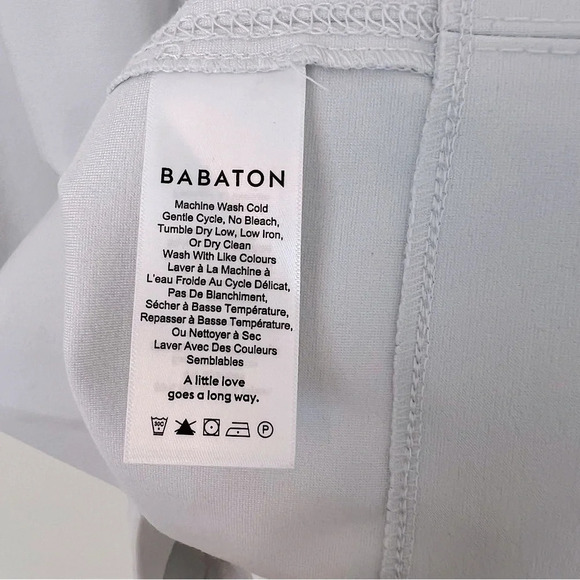 BABATON
Machine Wash Cold
Gentle Cycle, No Bleach,
Tumble Dry Low, Low Iron,
Or Dry Clean
Wash With Like Colours
Laver à La Machine à
L'eau Froide Au Cycle Délicat,
Pas De Blanchiment,
Sécher à Basse Température,
Repasser à Basse Température,
Ou Nettoyer à Sec
Laver Avec Des Couleurs
Semblables
A little love
goes a long way.
30C P